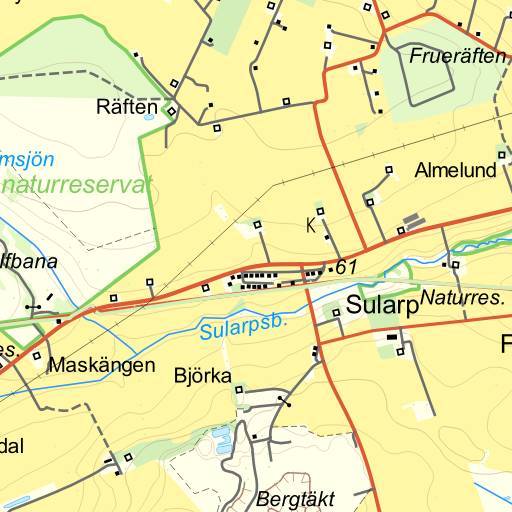 Frueräften
Räften
msjön
naturreservat
Almelund
K
lfbana
61
Naturres.
Sularp
Sularpsb.
es.
Maskängen
Björka
F
dal
Bergtäkt